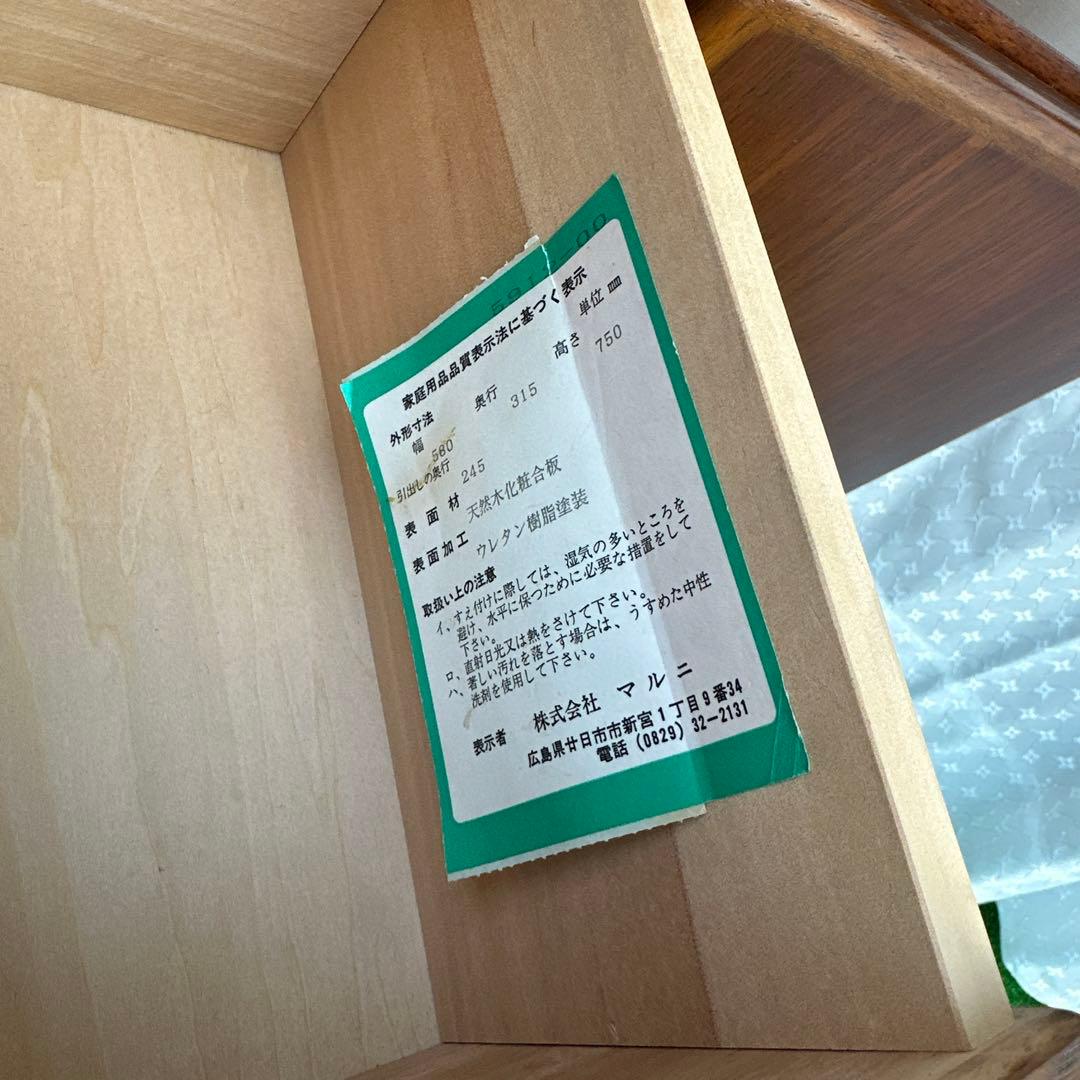 家庭用品品質表示法に基づく表示
外形寸法 単位 mm
幅 奥行 高さ
580 315 750
引出しの奥行 245
表面材 天然木化粧合板
表面加工 ウレタン樹脂塗装
取扱い上の注意
イ、すえ付けに際しては、湿気の多いところを
避け、水平に保つために必要な措置をして
下さい。
ロ、直射日光又は熱をさけて下さい。
ハ、著しい汚れを落とす場合は、うすめた中性
洗剤を使用して下さい。
表示者 株式会社 マルニ
広島県廿日市市新宮1丁目9番34
電話 (0829) 32-2131